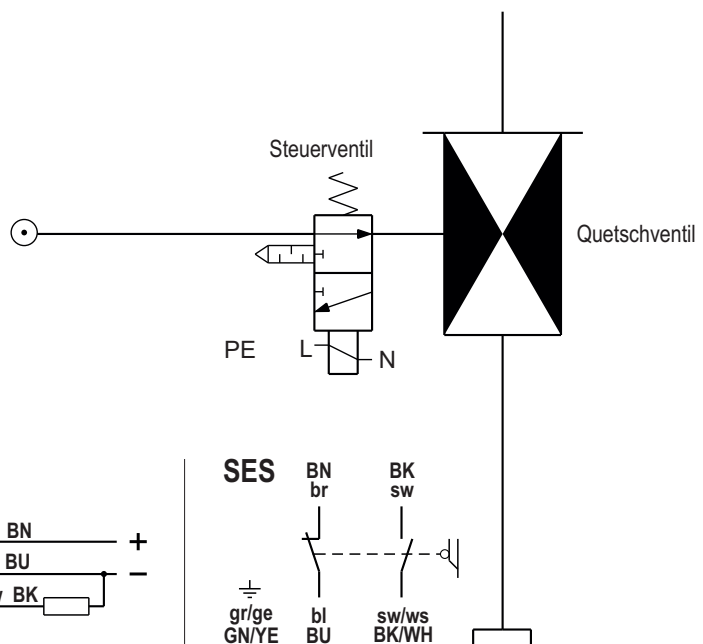 Steuerventil
Quetschventil
PE
L
N
SES
BN
br
BK
sw
BN
+
BU
−
BK
gr/ge
GN/YE
bl
BU
sw/ws
BK/WH